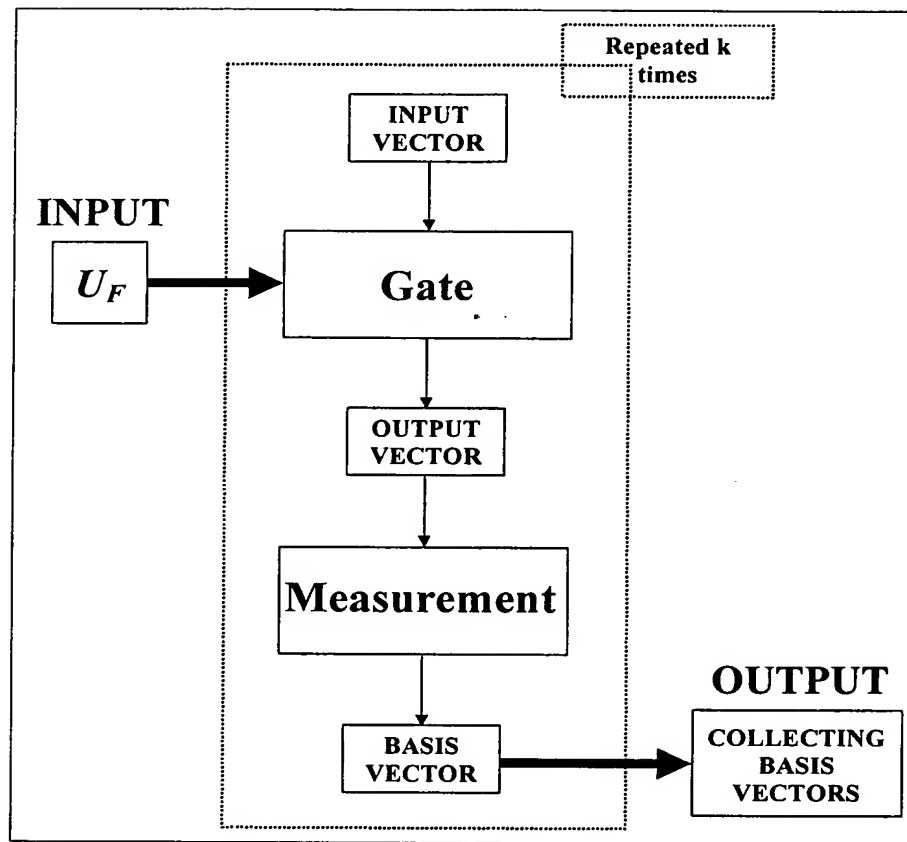 Repeated k
times
INPUT
VECTOR
INPUT
U_F
Gate
OUTPUT
VECTOR
Measurement
OUTPUT
BASIS
VECTOR
COLLECTING
BASIS
VECTORS